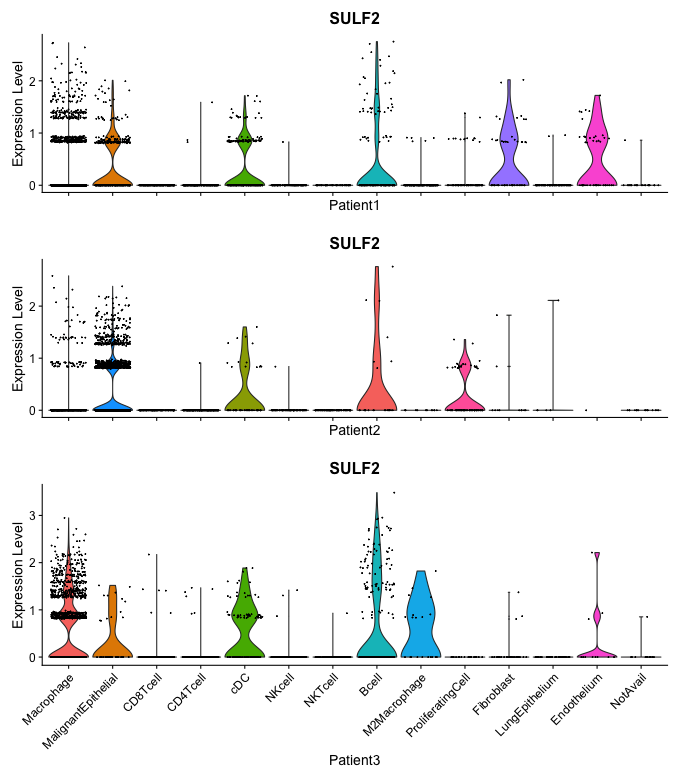 SULF2
Expression Level
2
1
0
Patient1
SULF2
Expression Level
2
1
0
Patient2
SULF2
Expression Level
3
2
1
0
Macrophage
MalignantEpithelial
CD8Tcell
CD4Tcell
cDC
NKcell
NKTcell
Bcell
M2Macrophage
ProliferatingCell
Fibroblast
LungEpithelium
Endothelium
NotAvail
Patient3